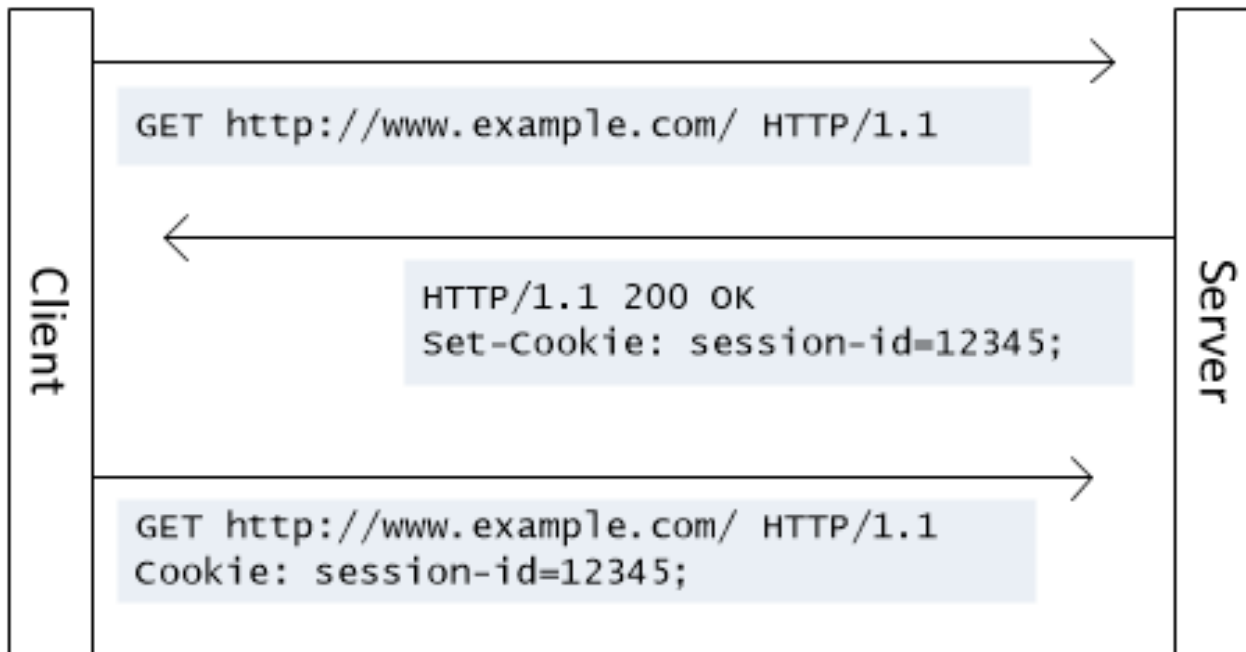 GET http://www.example.com/ HTTP/1.1
HTTP/1.1 200 OK
Set-Cookie: session-id=12345;
Client
Server
GET http://www.example.com/ HTTP/1.1
Cookie: session-id=12345;